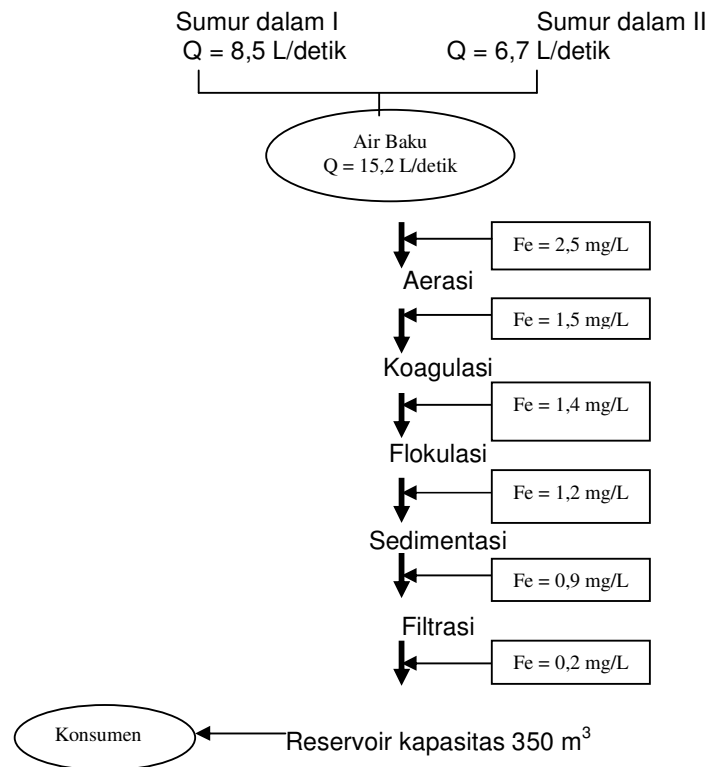 Sumur dalam I
Sumur dalam II
Q = 8,5 L/detik
Q = 6,7 L/detik
Air Baku
Q = 15,2 L/detik
Fe = 2,5 mg/L
Aerasi
Fe = 1,5 mg/L
Koagulasi
Fe = 1,4 mg/L
Flokulasi
Fe = 1,2 mg/L
Sedimentasi
Fe = 0,9 mg/L
Filtrasi
Fe = 0,2 mg/L
Konsumen
Reservoir kapasitas 350 m³